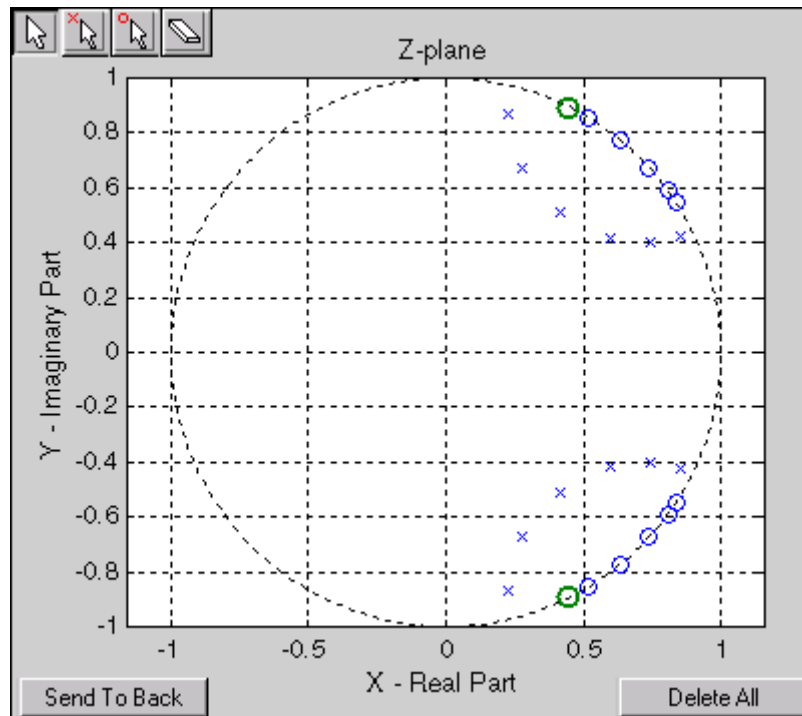 Z-plane
1
0.8
0.6
0.4
0.2
0
-0.2
-0.4
-0.6
-0.8
-1
Y - Imaginary Part
-1 -0.5 0 0.5 1
X - Real Part
Send To Back
Delete All